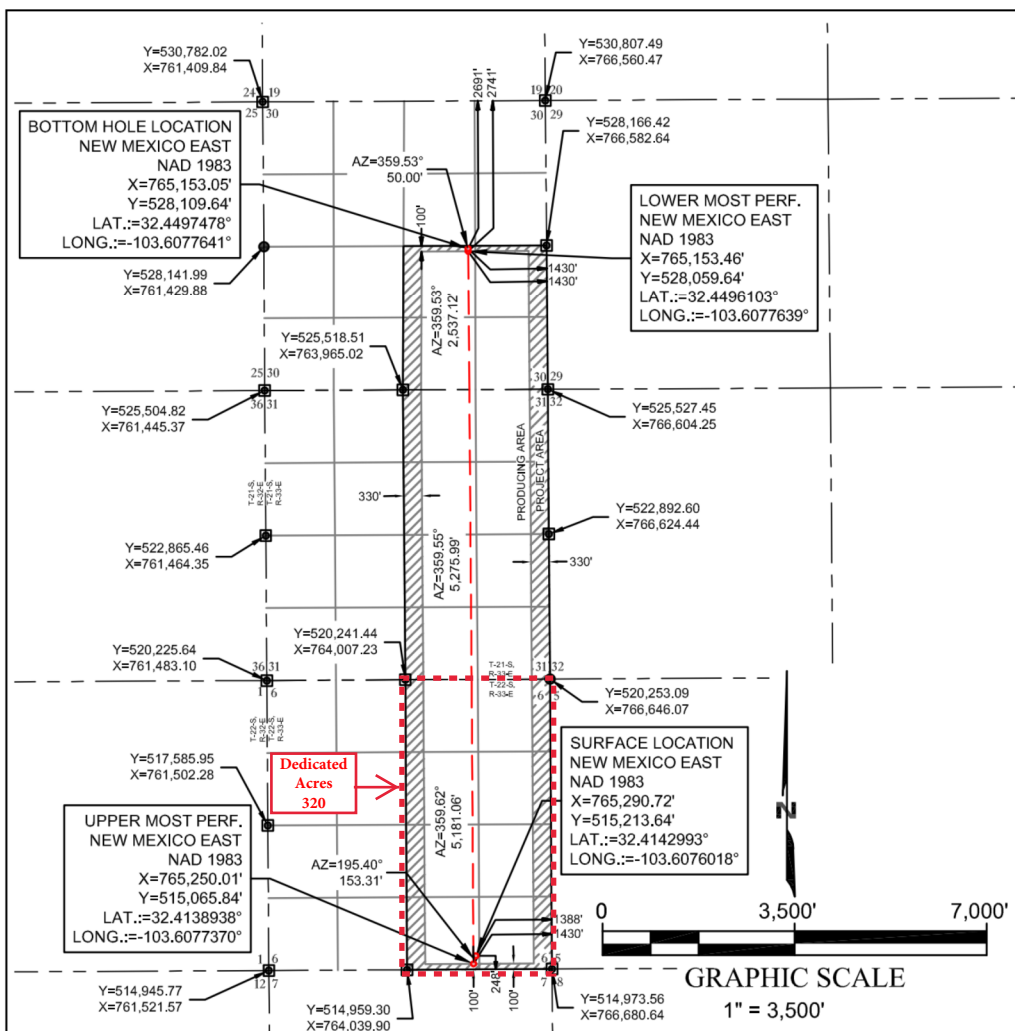 Y=530,782.02
X=761,409.84
Y=530,807.49
X=766,560.47
24 19
25 30
19 20
30 29
2691'
2741'
BOTTOM HOLE LOCATION
NEW MEXICO EAST
NAD 1983
X=765,153.05'
Y=528,109.64'
LAT.:=32.4497478°
LONG.:=-103.6077641°
AZ=359.53°
50.00'
Y=528,166.42
X=766,582.64
LOWER MOST PERF.
NEW MEXICO EAST
NAD 1983
X=765,153.46'
Y=528,059.64'
LAT.:=32.4496103°
LONG.:=-103.6077639°
100'
1430'
1430'
Y=528,141.99
X=761,429.88
AZ=359.53°
2,537.12'
Y=525,518.51
X=763,965.02
25 30
36 31
30 29
31 32
Y=525,504.82
X=761,445.37
Y=525,527.45
X=766,604.25
PRODUCING AREA
PROJECT AREA
T-21-S,
R-32-E
T-21-S,
R-33-E
330'
Y=522,892.60
X=766,624.44
Y=522,865.46
X=761,464.35
AZ=359.55°
5,275.99'
330'
Y=520,241.44
X=764,007.23
Y=520,225.64
X=761,483.10
36 31
1 6
T-21-S,
R-33-E
T-22-S,
R-33-E
31 32
6 5
Y=520,253.09
X=766,646.07
T-22-S,
R-32-E
T-22-S,
R-33-E
Y=517,585.95
X=761,502.28
Dedicated
Acres
320
SURFACE LOCATION
NEW MEXICO EAST
NAD 1983
X=765,290.72'
Y=515,213.64'
LAT.:=32.4142993°
LONG.:=-103.6076018°
AZ=359.62°
5,181.06'
UPPER MOST PERF.
NEW MEXICO EAST
NAD 1983
X=765,250.01'
Y=515,065.84'
LAT.:=32.4138938°
LONG.:=-103.6077370°
AZ=195.40°
153.31'
1388'
1430'
N
0 3,500' 7,000'
GRAPHIC SCALE
1" = 3,500'
1 6
12 7
6 5
7 8
100'
248'
100'
Y=514,945.77
X=761,521.57
Y=514,959.30
X=764,039.90
Y=514,973.56
X=766,680.64